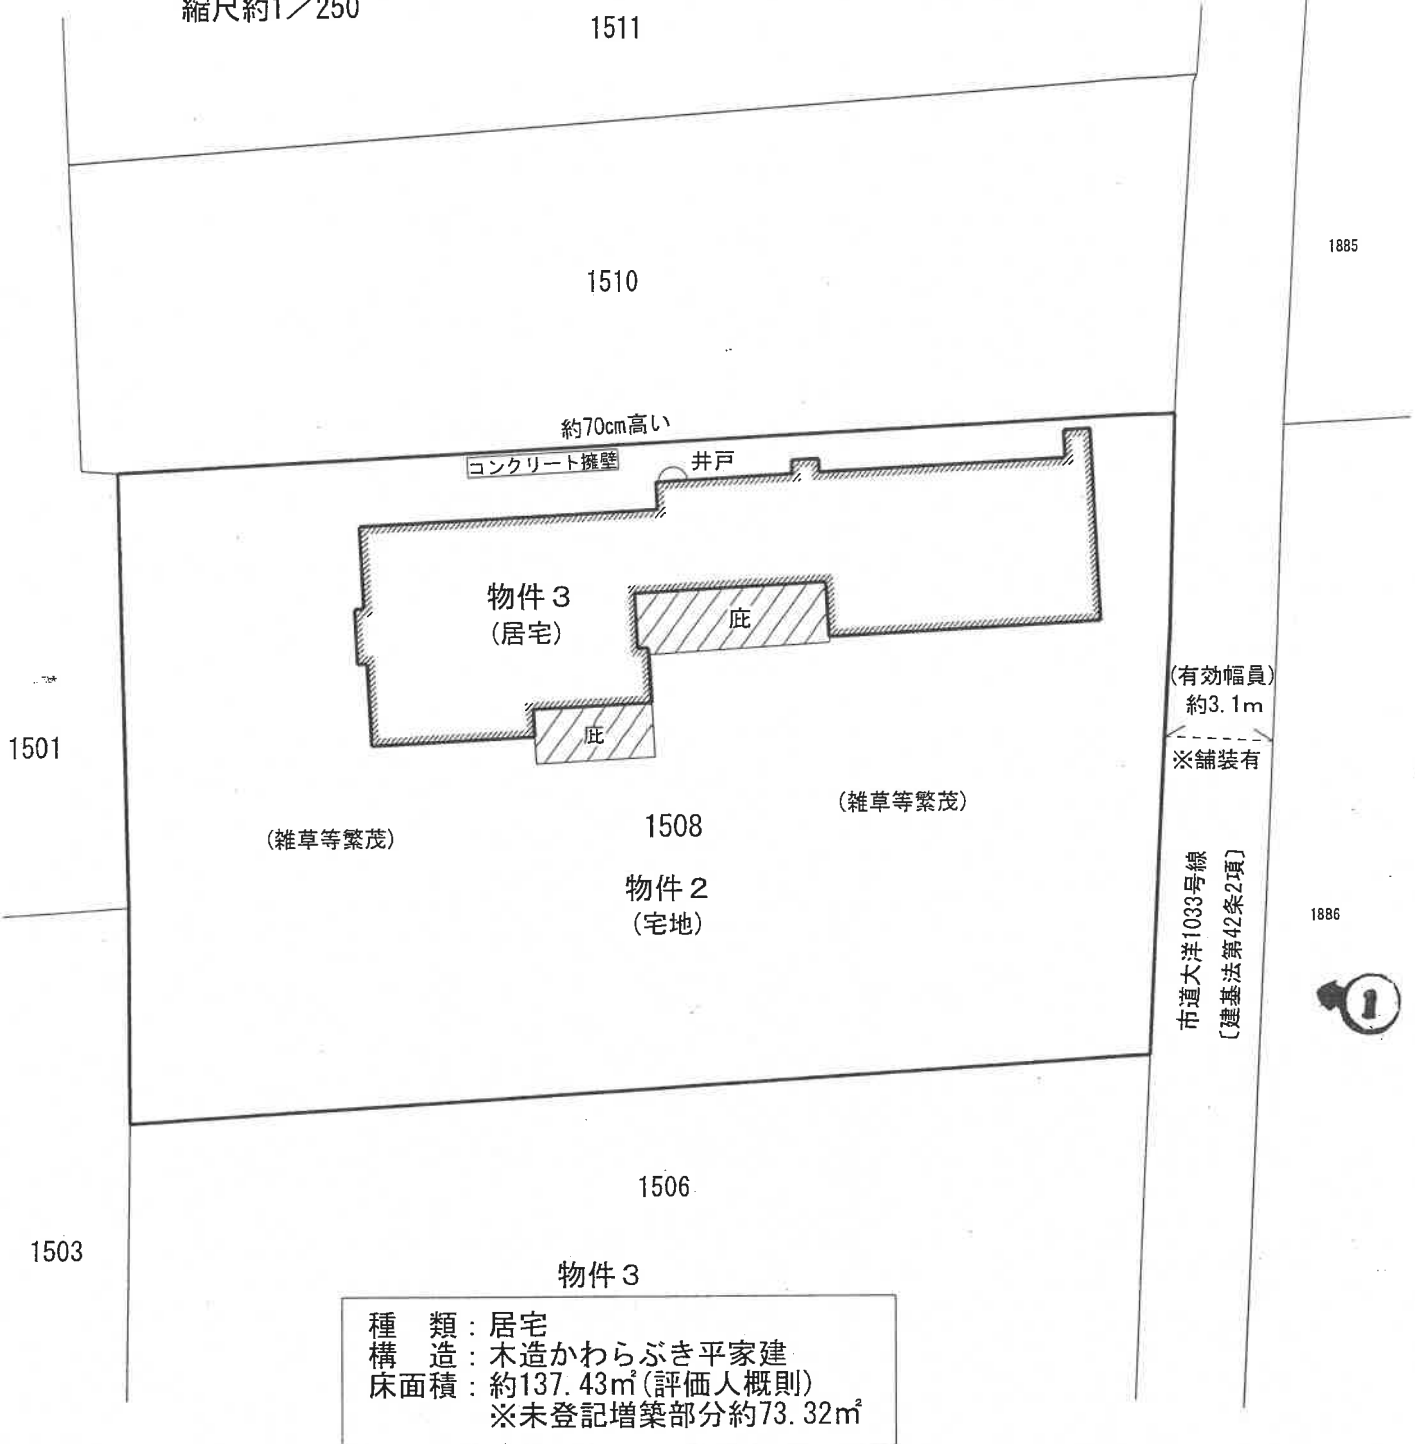 縮尺約1／250
1511
1510
1885
約70cm高い
コンクリート擁壁
井戸
物件3
(居宅)
庇
庇
(有効幅員)
約3.1m
※舗装有
1501
(雑草等繁茂)
(雑草等繁茂)
1508
物件2
(宅地)
市道大洋1033号線
〔建基法第42条2項〕
1886
1
1506
1503
物件3
種　類：居宅
構　造：木造かわらぶき平家建
床面積：約137.43㎡(評価人概則)
※未登記増築部分約73.32㎡